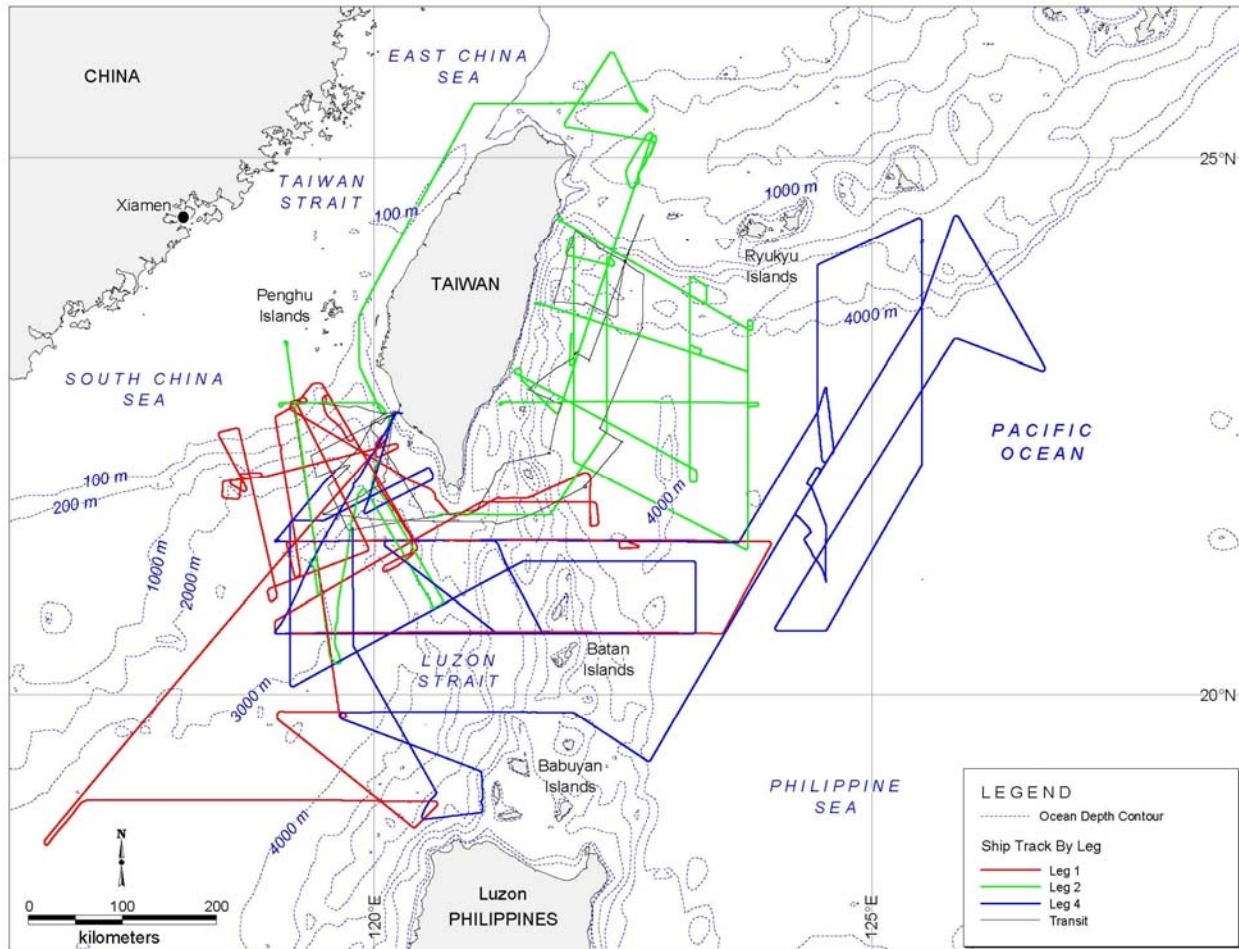 EAST CHINA
SEA
CHINA
25°N
TAIWAN
STRAIT
1000 m
Xiamen
100 m
Ryukyu
Islands
TAIWAN
Penghu
Islands
4000 m
SOUTH CHINA
SEA
PACIFIC
OCEAN
100 m
200 m
4000 m
1000 m
2000 m
Batan
Islands
LUZON
STRAIT
3000 m
20°N
Babuyan
Islands
PHILIPPINE
SEA
4000 m
LEGEND
Ocean Depth Contour
Ship Track By Leg
Leg 1
Leg 2
Leg 4
Transit
N
Luzon
PHILIPPINES
0 100 200
kilometers
120°E
125°E